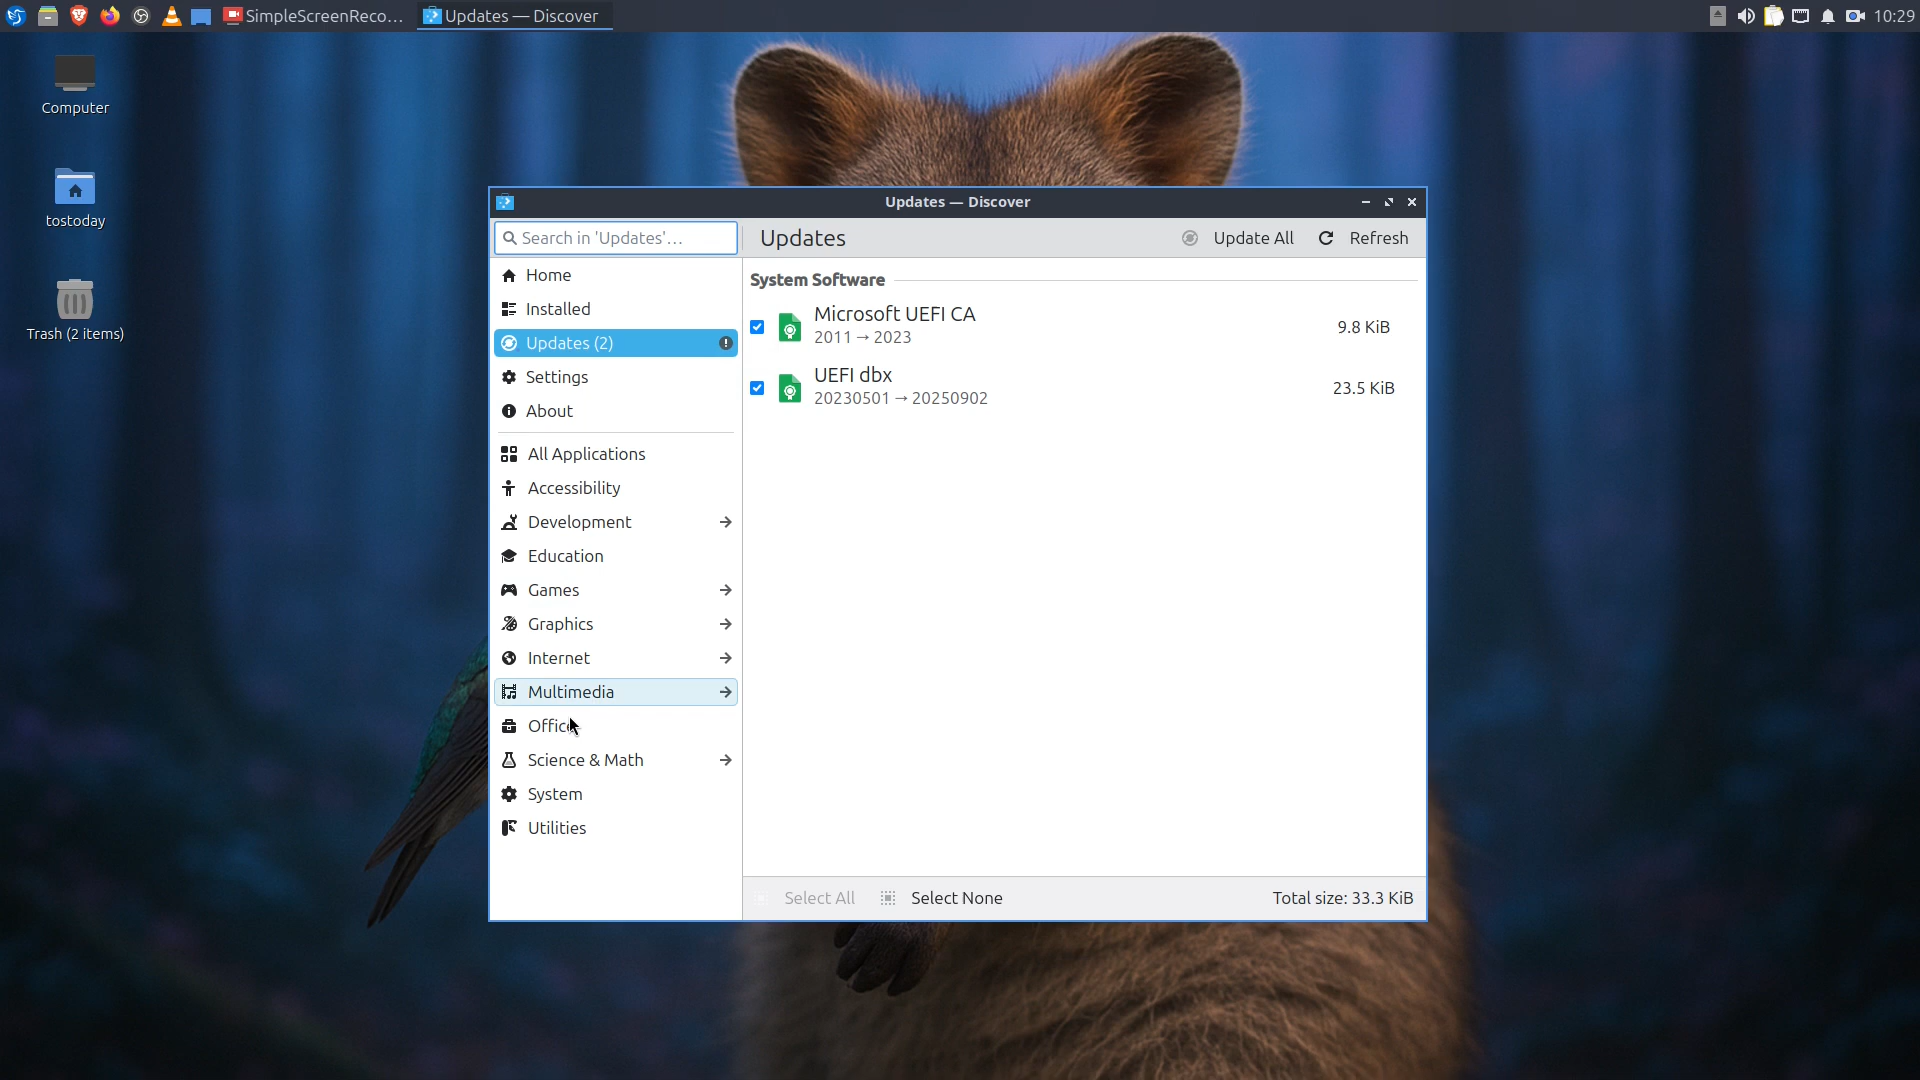 SimpleScreenReco...
Updates — Discover
10:29
Computer
tostoday
Trash (2 items)
Updates — Discover
Search in 'Updates'...
Updates
Update All
Refresh
Home
Installed
Updates (2)
Settings
About
All Applications
Accessibility
Development
Education
Games
Graphics
Internet
Multimedia
Office
Science & Math
System
Utilities
System Software
Microsoft UEFI CA
2011 → 2023
9.8 KiB
UEFI dbx
20230501 → 20250902
23.5 KiB
Select All
Select None
Total size: 33.3 KiB